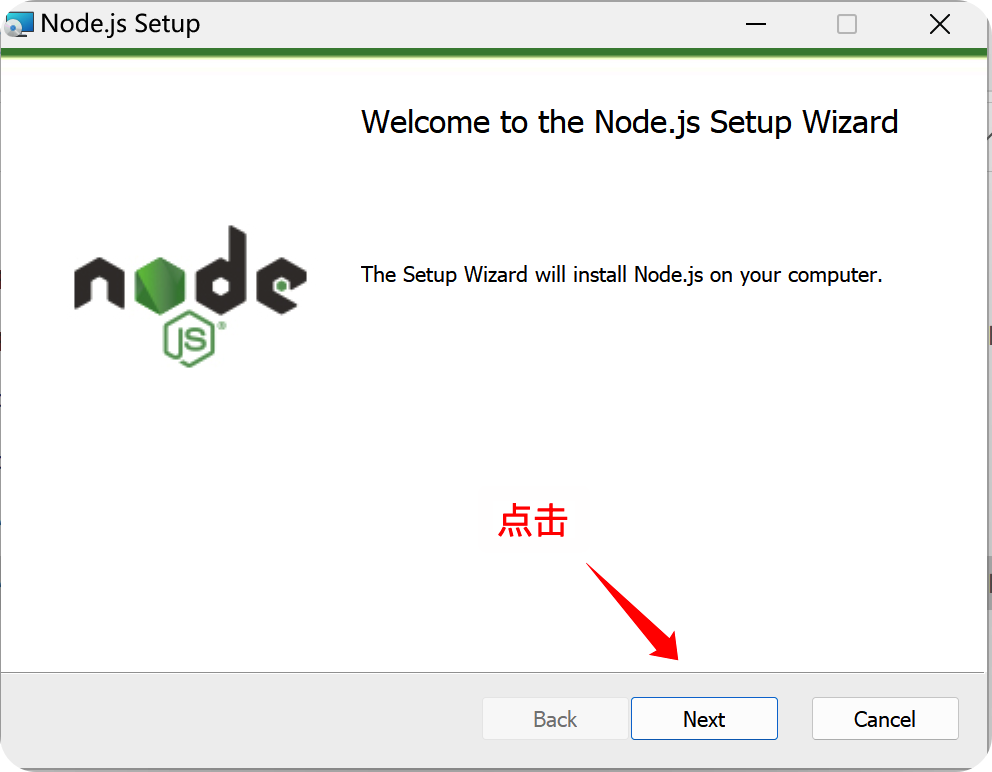 Node.js Setup
Welcome to the Node.js Setup Wizard
node
JS®
The Setup Wizard will install Node.js on your computer.
点击
Back
Next
Cancel